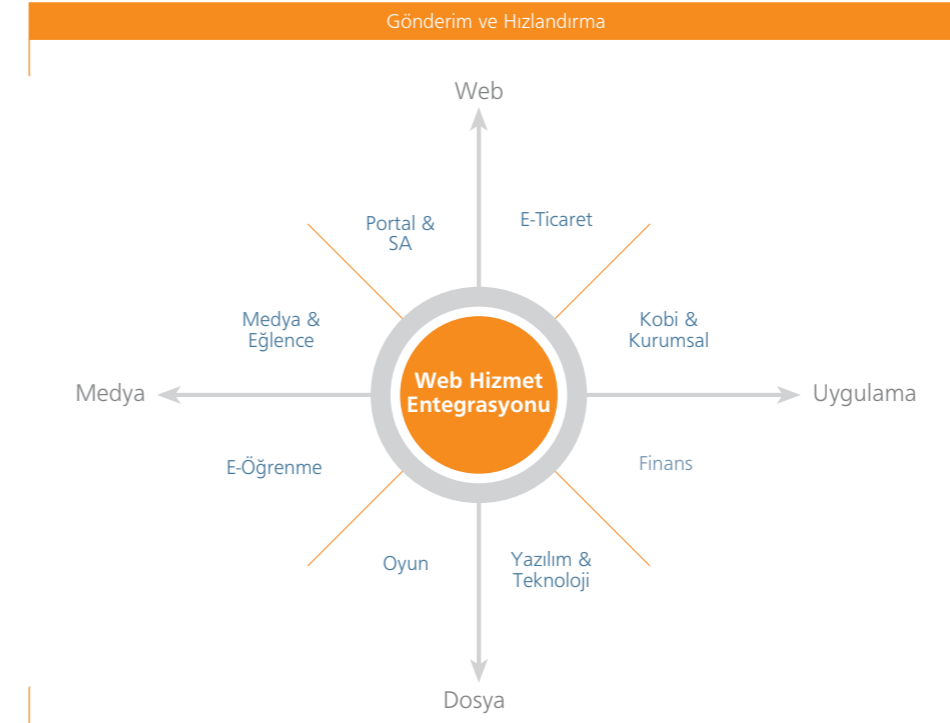 Gönderim ve Hızlandırma
Web
Portal &
SA
E-Ticaret
Medya &
Eğlence
Kobi &
Kurumsal
Medya
Web Hizmet
Entegrasyonu
Uygulama
E-Öğrenme
Finans
Oyun
Yazılım &
Teknoloji
Dosya